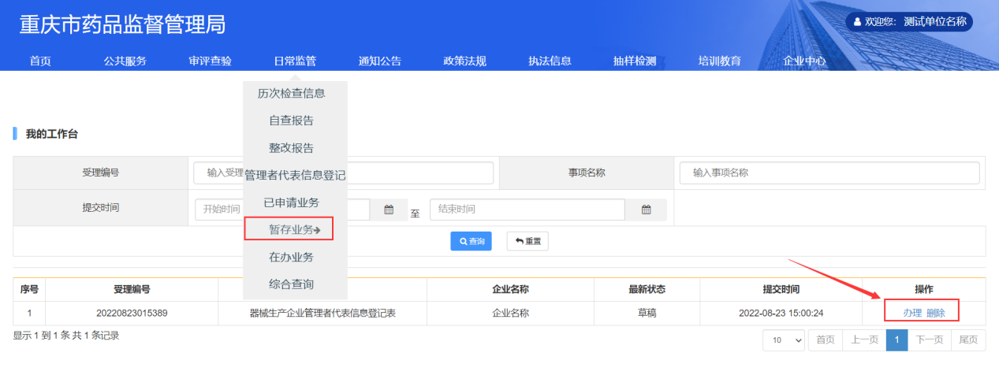 重庆市药品监督管理局
欢迎您： 测试单位名称
首页 公共服务 审评查验 日常监管 通知公告 政策法规 执法信息 抽样检测 培训教育 企业中心
历次检查信息
自查报告
整改报告
管理者代表信息登记
已申请业务
暂存业务
在办业务
综合查询
我的工作台
受理编号 输入受理 事项名称 输入事项名称
提交时间 开始时间 至 结束时间
查询 重置
序号 受理编号 企业名称 最新状态 提交时间 操作
1 20220823015389 器械生产企业管理者代表信息登记表 企业名称 草稿 2022-08-23 15:00:24 办理 删除
显示 1 到 1 条 共 1 条记录
10 首页 上一页 1 下一页 尾页